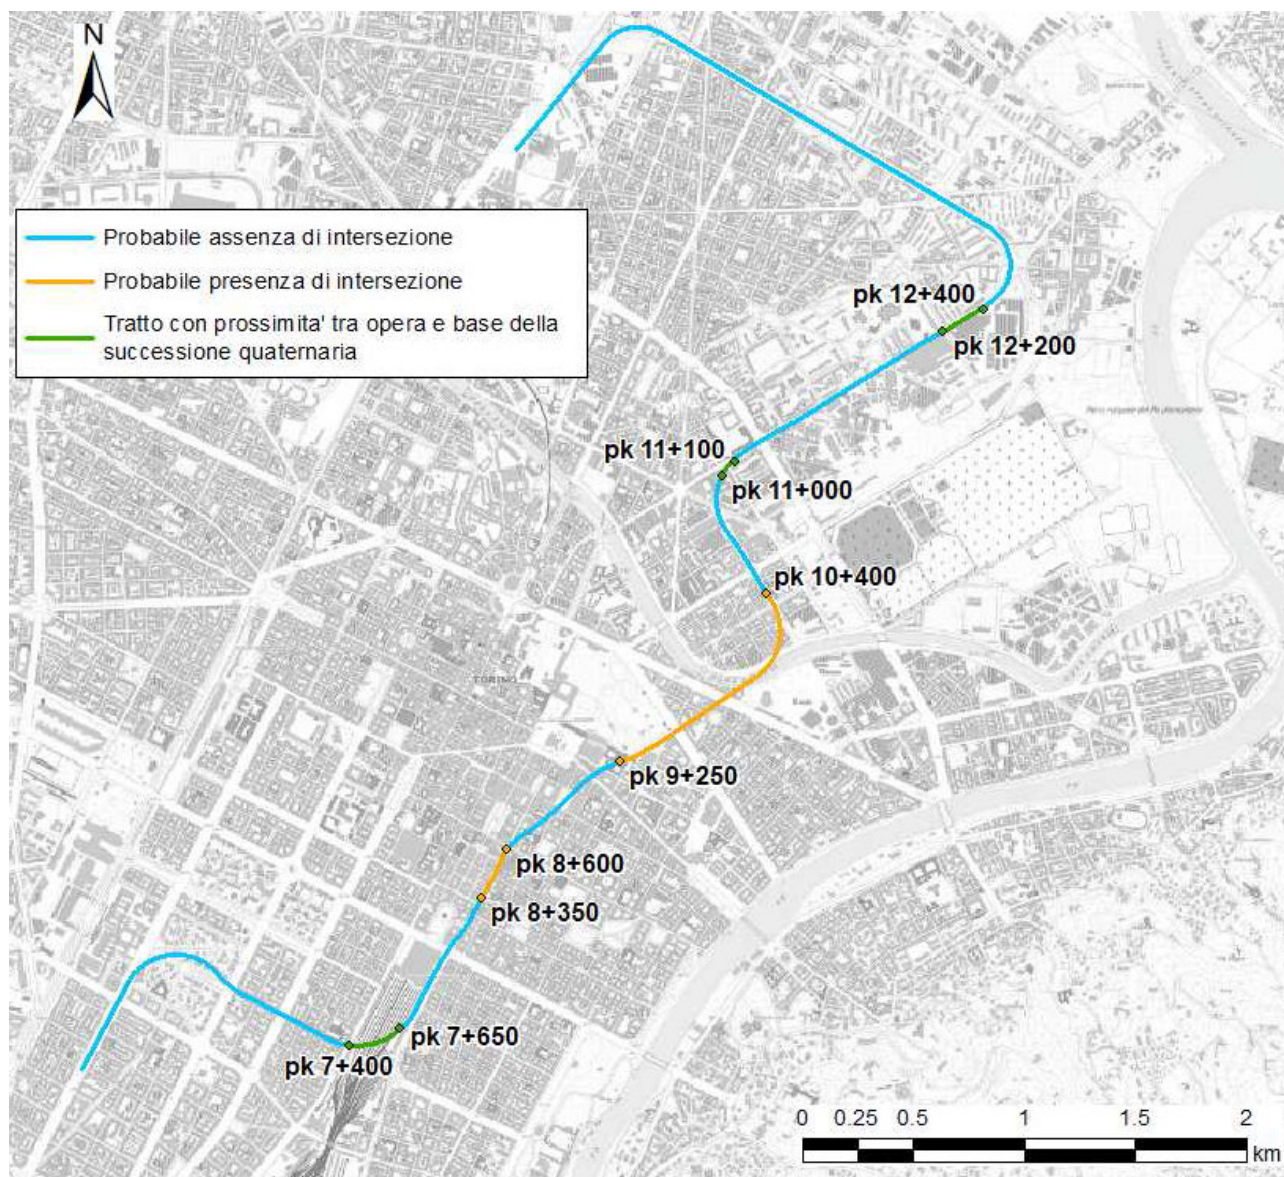 N
Probabile assenza di intersezione
Probabile presenza di intersezione
Tratto con prossimita' tra opera e base della
successione quaternaria
pk 12+400
pk 12+200
pk 11+100
pk 11+000
pk 10+400
TORINO
pk 9+250
pk 8+600
pk 8+350
pk 7+650
pk 7+400
0 0.25 0.5 1 1.5 2
km